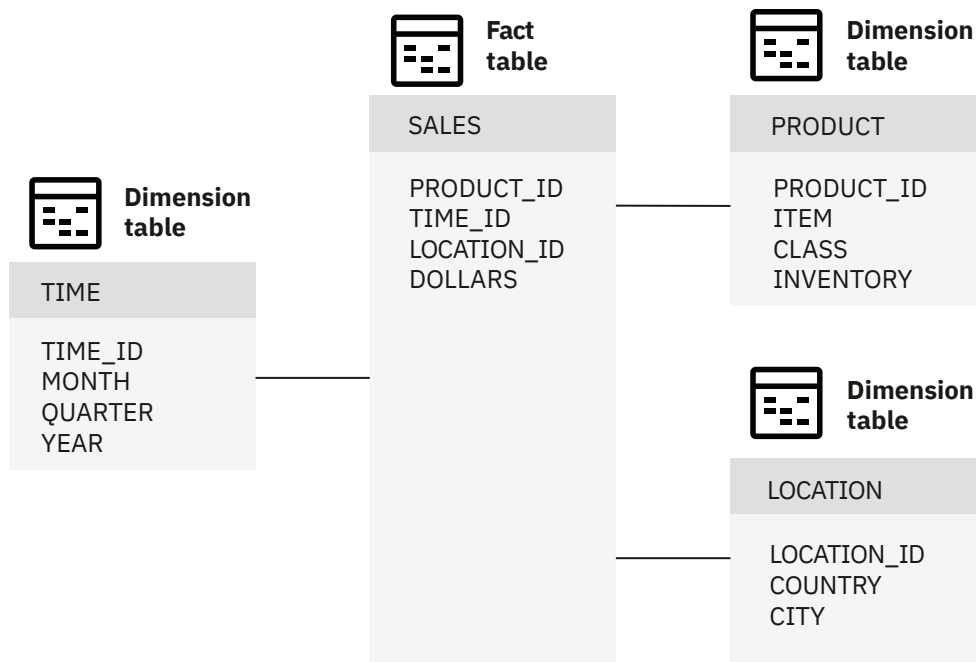 Fact
table
SALES
PRODUCT_ID
TIME_ID
LOCATION_ID
DOLLARS
Dimension
table
PRODUCT
PRODUCT_ID
ITEM
CLASS
INVENTORY
Dimension
table
TIME
TIME_ID
MONTH
QUARTER
YEAR
Dimension
table
LOCATION
LOCATION_ID
COUNTRY
CITY